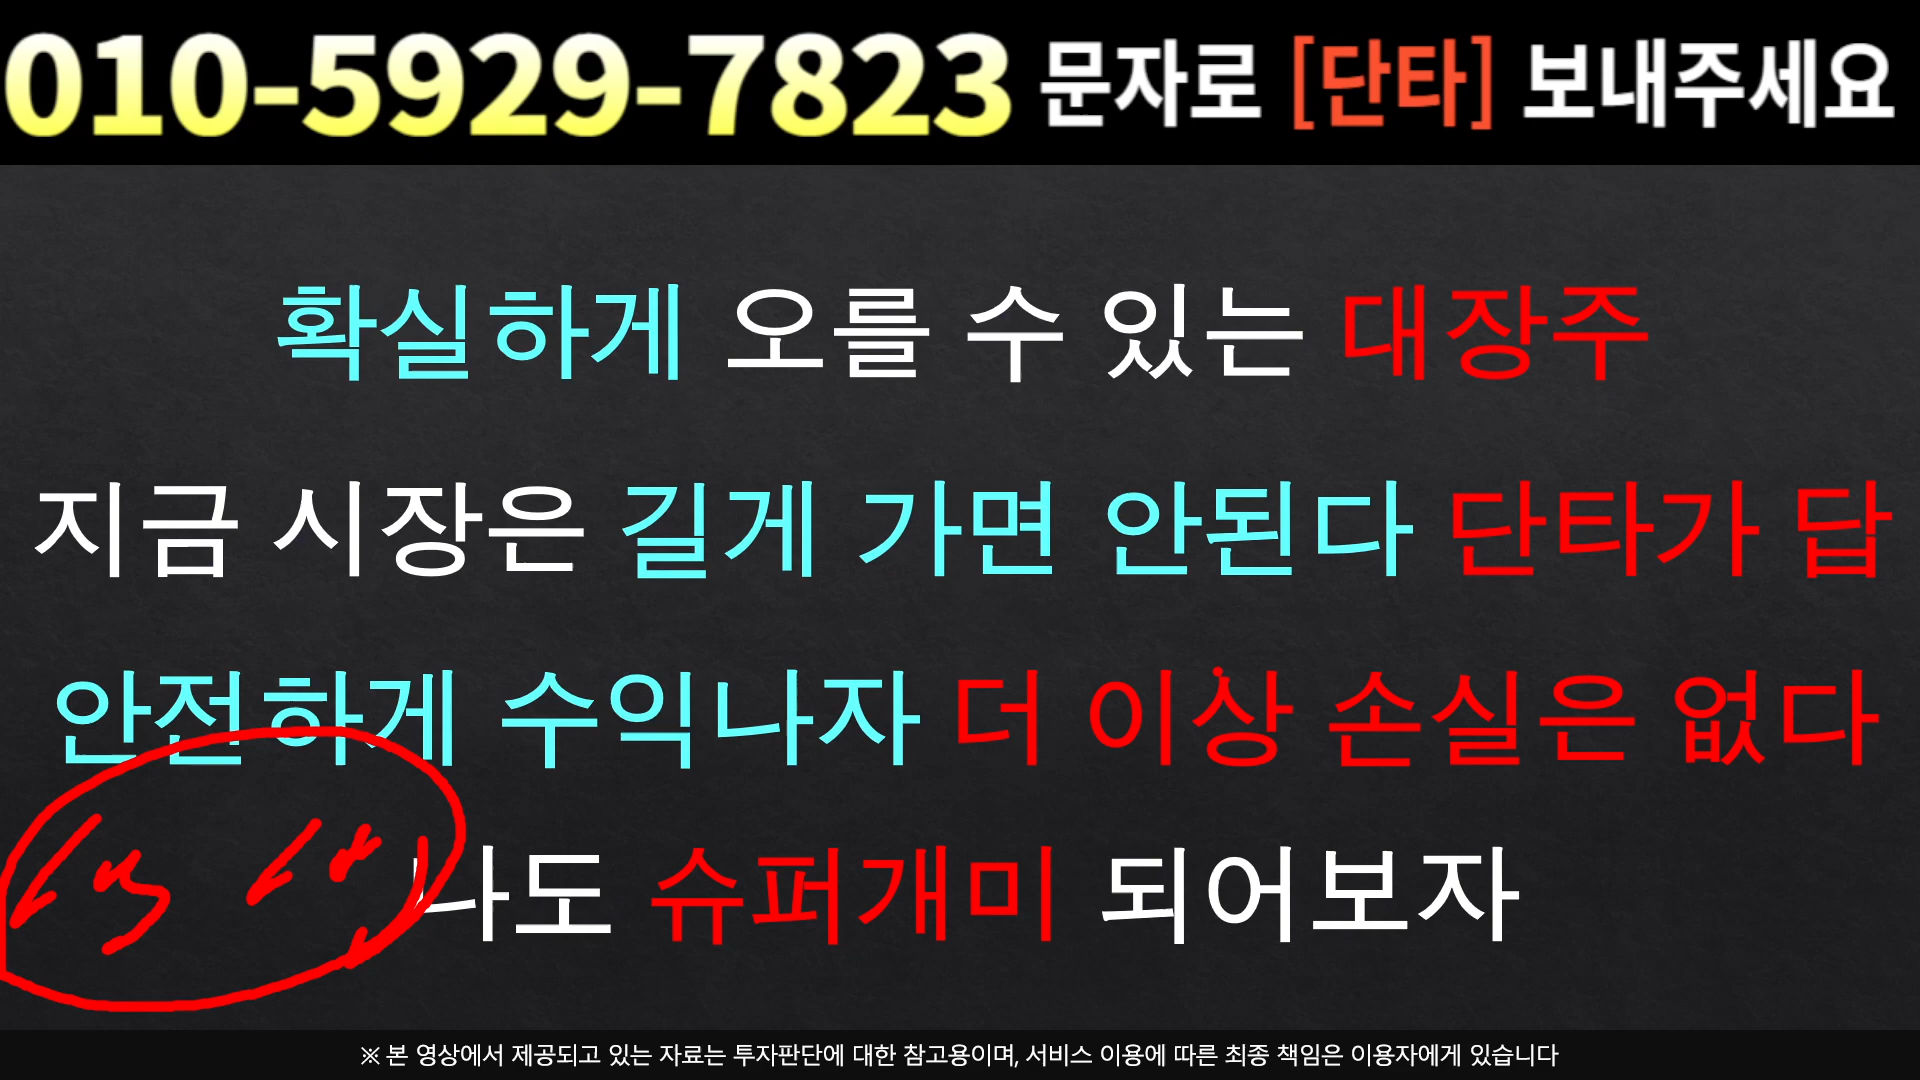 010-5929-7823 문자로 [단타] 보내주세요
확실하게 오를 수 있는 대장주
지금 시장은 길게 가면 안된다 단타가 답
안전하게 수익나자 더 이상 손실은 없다
나도 슈퍼개미 되어보자
※ 본 영상에서 제공되고 있는 자료는 투자판단에 대한 참고용이며, 서비스 이용에 따른 최종 책임은 이용자에게 있습니다